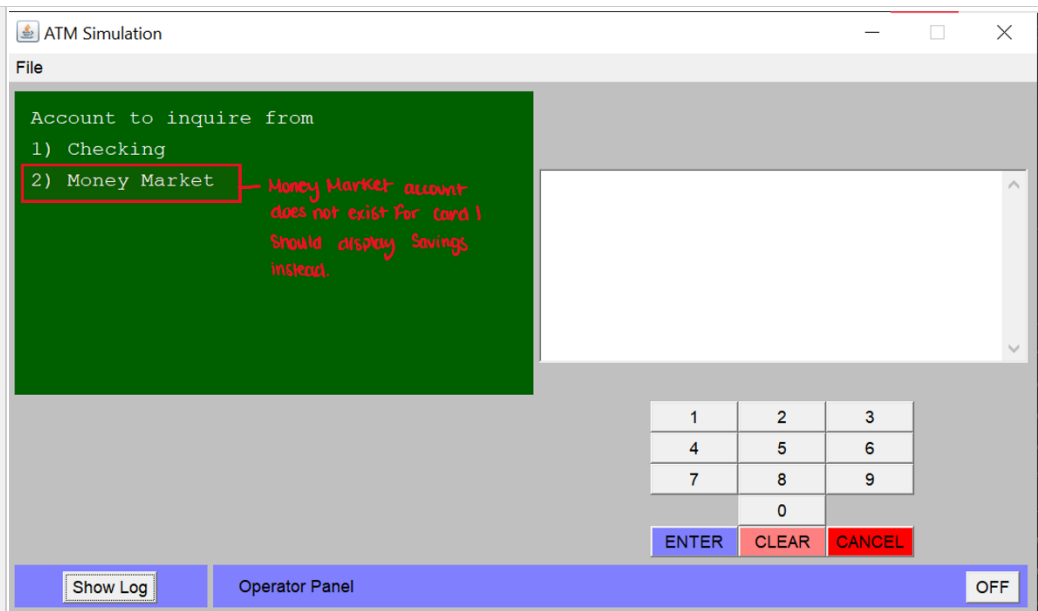 ATM Simulation
File
Account to inquire from
1) Checking
2) Money Market
Money Market account
does not exist for card 1
Should display Savings
instead.
1 2 3
4 5 6
7 8 9
0
ENTER CLEAR CANCEL
Show Log Operator Panel OFF